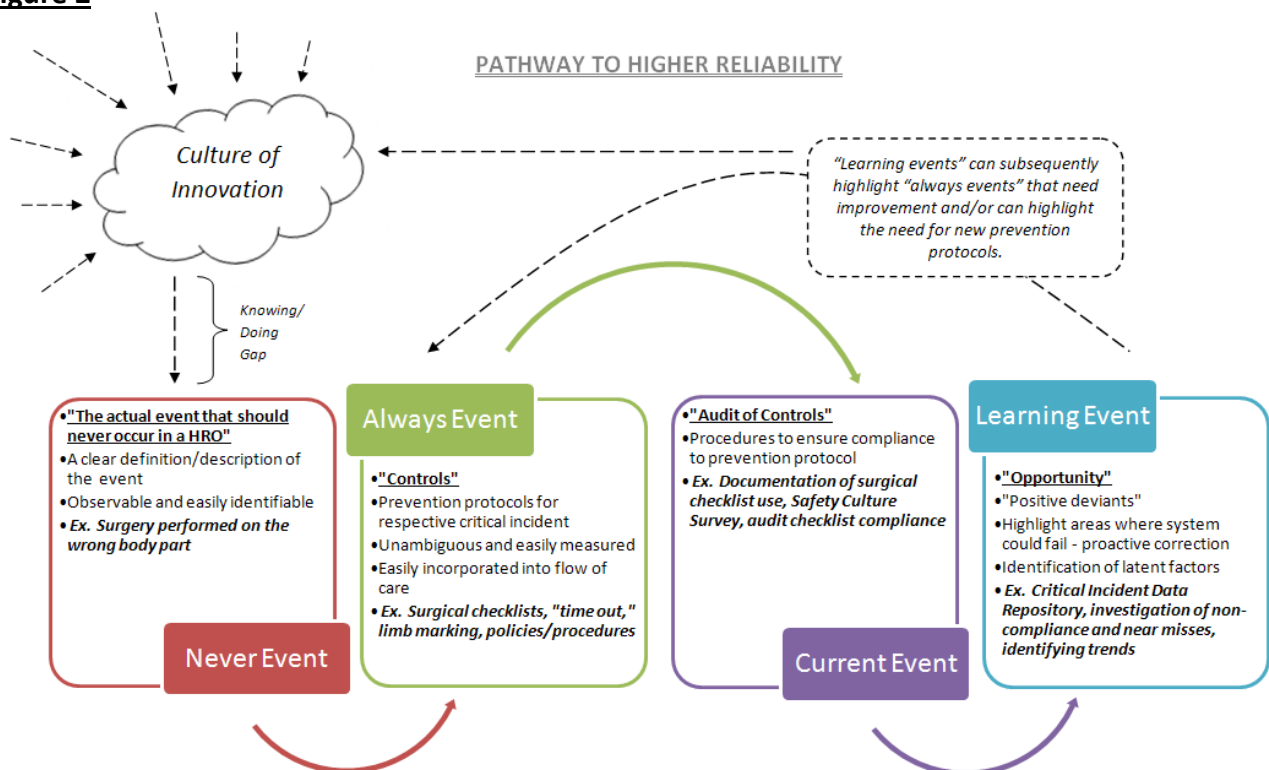 PATHWAY TO HIGHER RELIABILITY
Culture of
Innovation
"Learning events" can subsequently
highlight "always events" that need
improvement and/or can highlight
the need for new prevention
protocols.
Knowing/
Doing
Gap
•"The actual event that should
never occur in a HRO"
•A clear definition/description of
the event
•Observable and easily identifiable
•Ex. Surgery performed on the
wrong body part
Never Event
Always Event
•"Controls"
•Prevention protocols for
respective critical incident
•Unambiguous and easily measured
•Easily incorporated into flow of
care
•Ex. Surgical checklists, "time out,"
limb marking, policies/procedures
•"Audit of Controls"
•Procedures to ensure compliance
to prevention protocol
•Ex. Documentation of surgical
checklist use, Safety Culture
Survey, audit checklist compliance
Current Event
Learning Event
•"Opportunity"
•"Positive deviants"
•Highlight areas where system
could fail - proactive correction
•Identification of latent factors
•Ex. Critical Incident Data
Repository, investigation of non-
compliance and near misses,
identifying trends